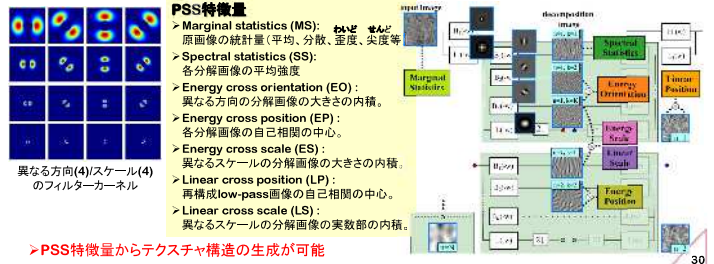 PSS特徴量
➢Marginal statistics (MS):
わいど せんど
原画像の統計量(平均、分散、歪度、尖度等
➢Spectral statistics (SS):
各分解画像の平均強度
➢Energy cross orientation (EO) :
異なる方向の分解画像の大きさの内積。
➢Energy cross position (EP) :
各分解画像の自己相関の中心。
➢Energy cross scale (ES) :
異なるスケールの分解画像の大きさの内積。
➢Linear cross position (LP) :
再構成low-pass画像の自己相関の中心。
➢Linear cross scale (LS) :
異なるスケールの分解画像の実数部の内積。
異なる方向(4)/スケール(4)
のフィルターカーネル
➢PSS特徴量からテクスチャ構造の生成が可能
input image
decomposition
image
Marginal
Statistics
Spectral
Statistics
Energy
Orientation
Linear
Position
Energy
Scale
Linear
Scale
Energy
Position
30